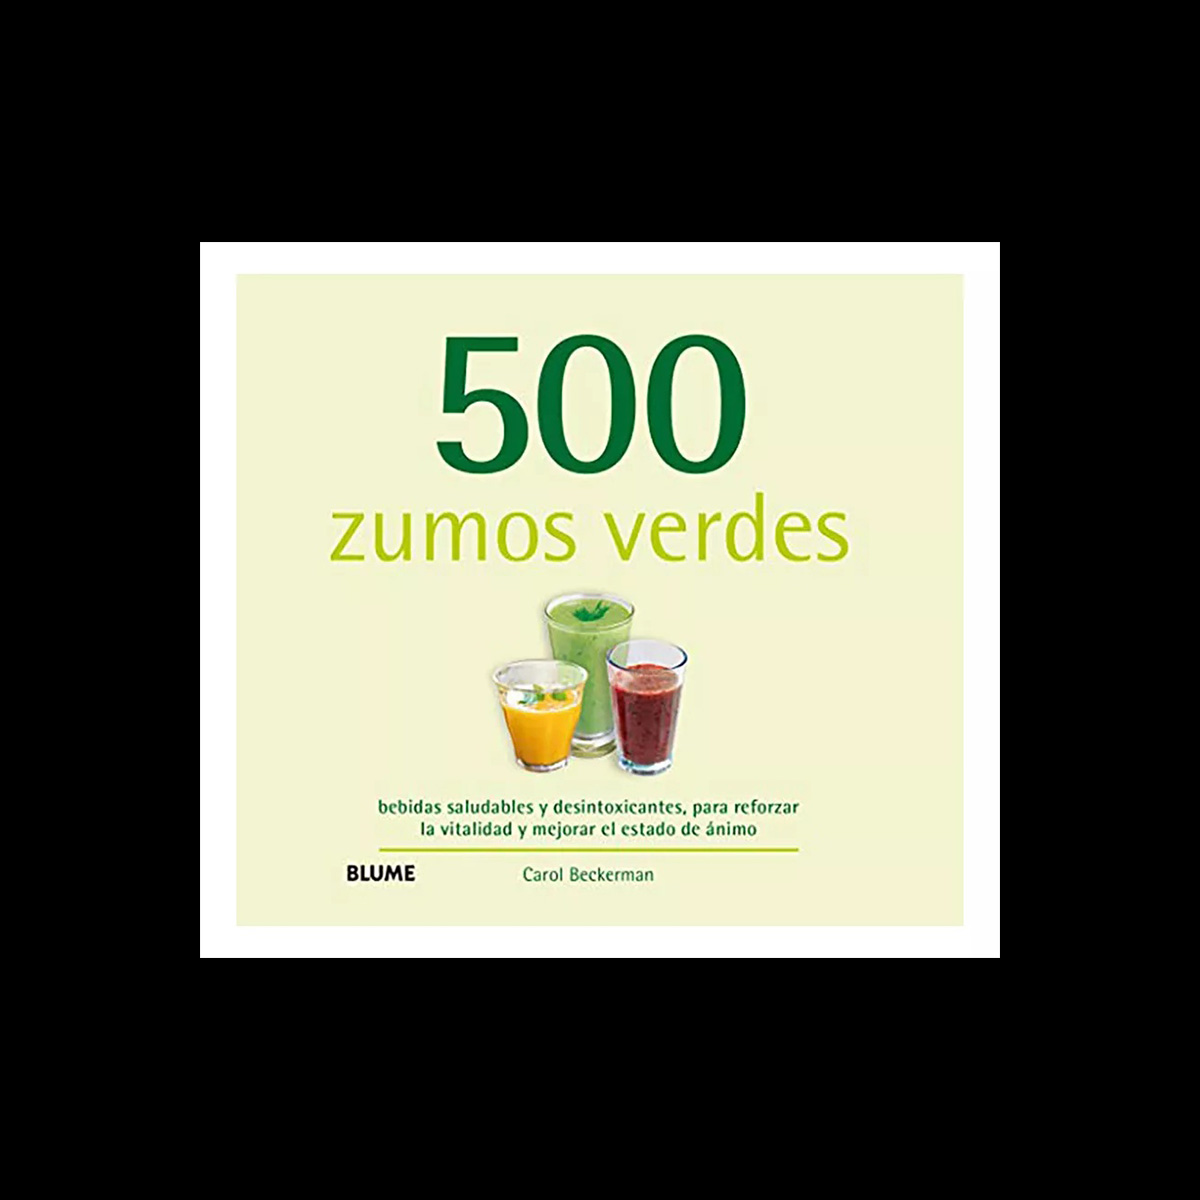 500
zumos verdes
bebidas saludables y desintoxicantes, para reforzar
la vitalidad y mejorar el estado de ánimo
BLUME
Carol Beckerman